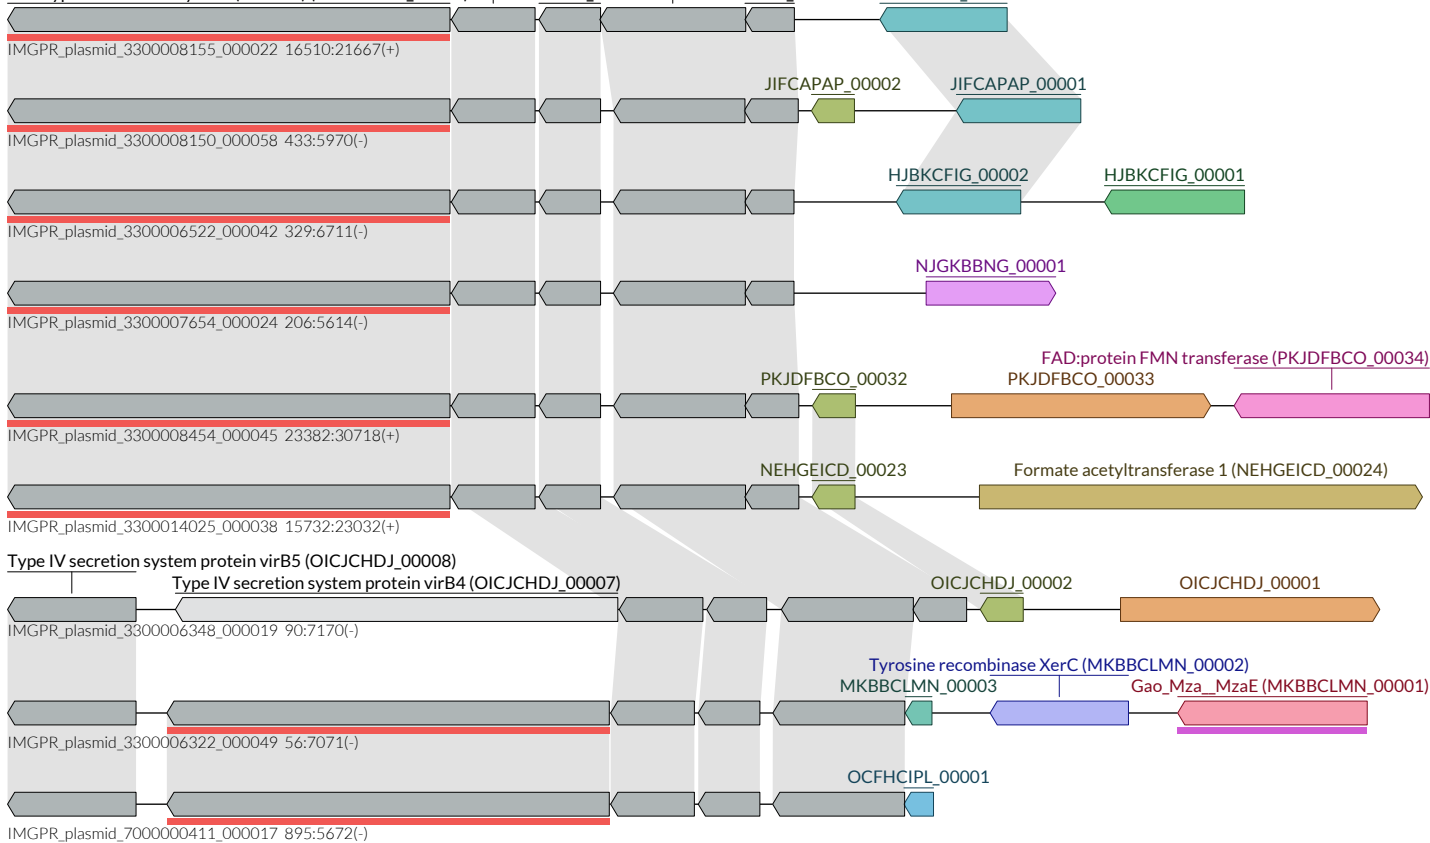 IMGPR_plasmid_3300008155_000022 16510:21667(+)
JIFCAPAP_00002 JIFCAPAP_00001
IMGPR_plasmid_3300008150_000058 433:5970(-)
HJBKCFIG_00002 HJBKCFIG_00001
IMGPR_plasmid_3300006522_000042 329:6711(-)
NJGKBBNG_00001
IMGPR_plasmid_3300007654_000024 206:5614(-)
FAD:protein FMN transferase (PKJDFBCO_00034)
PKJDFBCO_00032 PKJDFBCO_00033
IMGPR_plasmid_3300008454_000045 23382:30718(+)
NEHGEICD_00023 Formate acetyltransferase 1 (NEHGEICD_00024)
IMGPR_plasmid_3300014025_000038 15732:23032(+)
Type IV secretion system protein virB5 (OICJCHDJ_00008)
Type IV secretion system protein virB4 (OICJCHDJ_00007) OICJCHDJ_00002 OICJCHDJ_00001
IMGPR_plasmid_3300006348_000019 90:7170(-)
Tyrosine recombinase XerC (MKBBCLMN_00002)
MKBBCLMN_00003 Gao_Mza__MzaE (MKBBCLMN_00001)
IMGPR_plasmid_3300006322_000049 56:7071(-)
OCFHCIPL_00001
IMGPR_plasmid_7000000411_000017 895:5672(-)